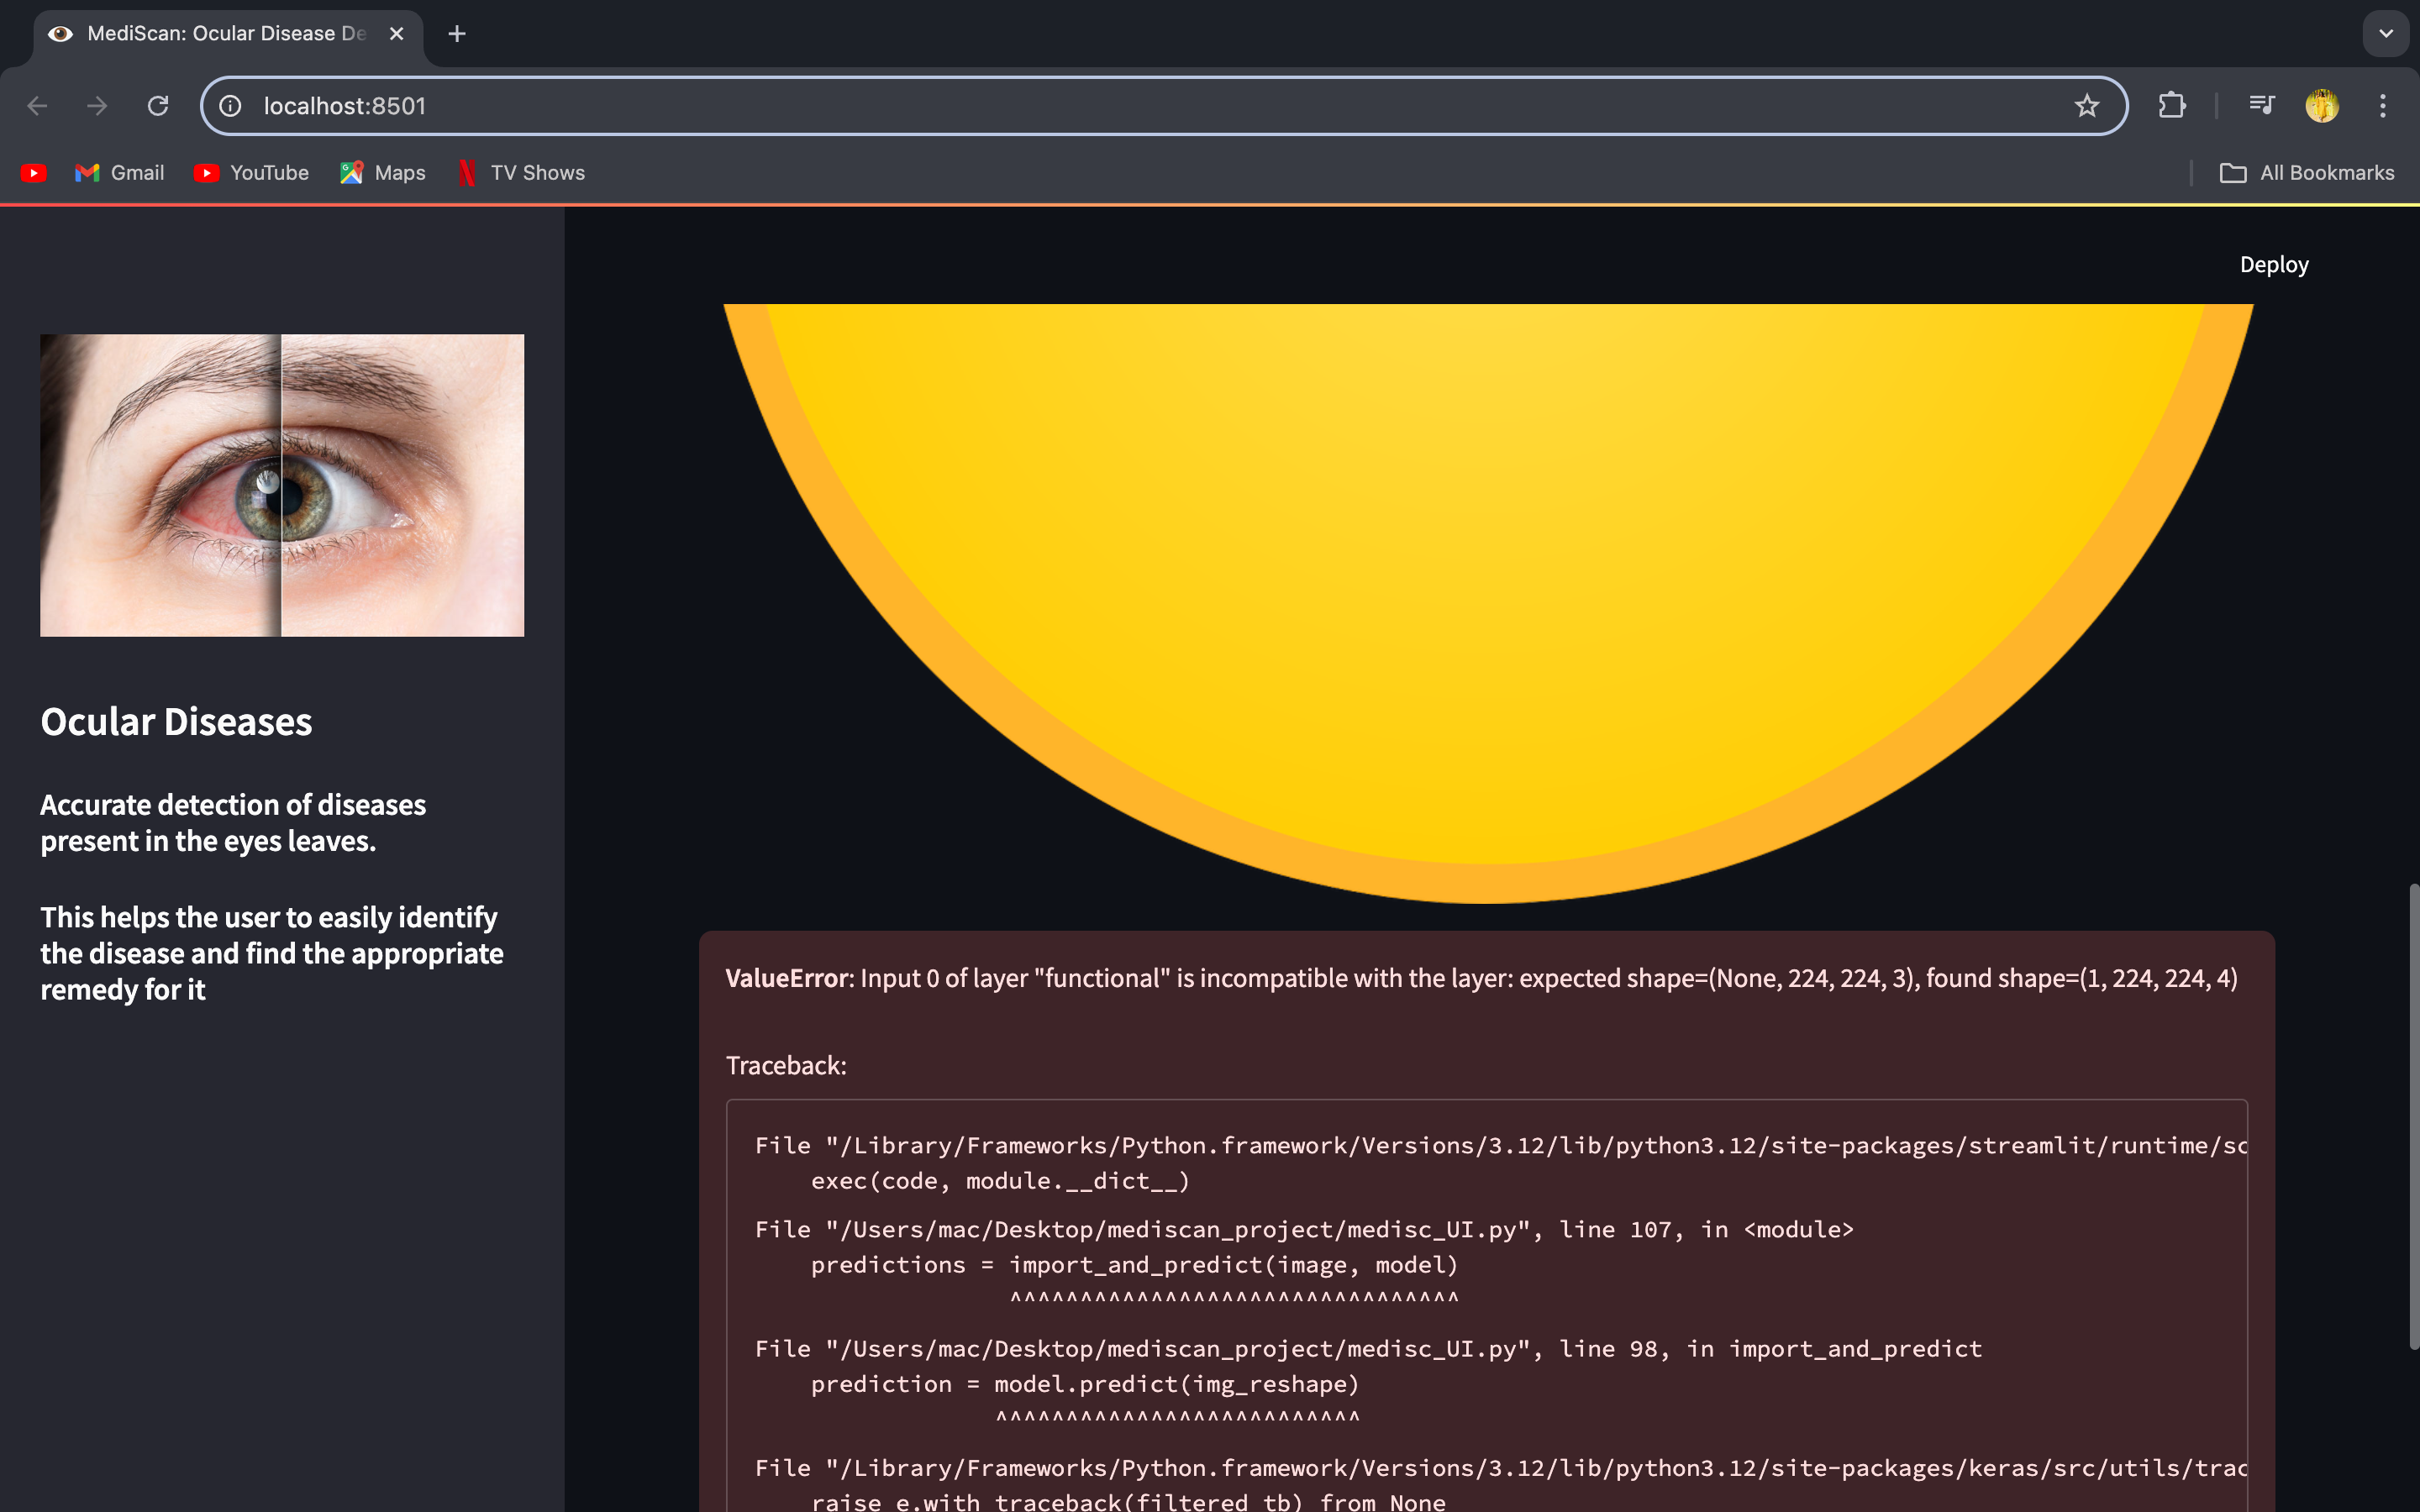 MediScan: Ocular Disease De
localhost:8501
Gmail
YouTube
Maps
TV Shows
All Bookmarks
Deploy
Ocular Diseases
Accurate detection of diseases
present in the eyes leaves.
This helps the user to easily identify
the disease and find the appropriate
remedy for it
ValueError: Input 0 of layer "functional" is incompatible with the layer: expected shape=(None, 224, 224, 3), found shape=(1, 224, 224, 4)
Traceback:
File "/Library/Frameworks/Python.framework/Versions/3.12/lib/python3.12/site-packages/streamlit/runtime/sc
exec(code, module.__dict__)
File "/Users/mac/Desktop/mediscan_project/medisc_UI.py", line 107, in <module>
predictions = import_and_predict(image, model)
^^^^^^^^^^^^^^^^^^^^^^^^^^^^^^^^
File "/Users/mac/Desktop/mediscan_project/medisc_UI.py", line 98, in import_and_predict
prediction = model.predict(img_reshape)
^^^^^^^^^^^^^^^^^^^^^^^^^^
File "/Library/Frameworks/Python.framework/Versions/3.12/lib/python3.12/site-packages/keras/src/utils/trac
raise e.with_traceback(filtered_tb) from None